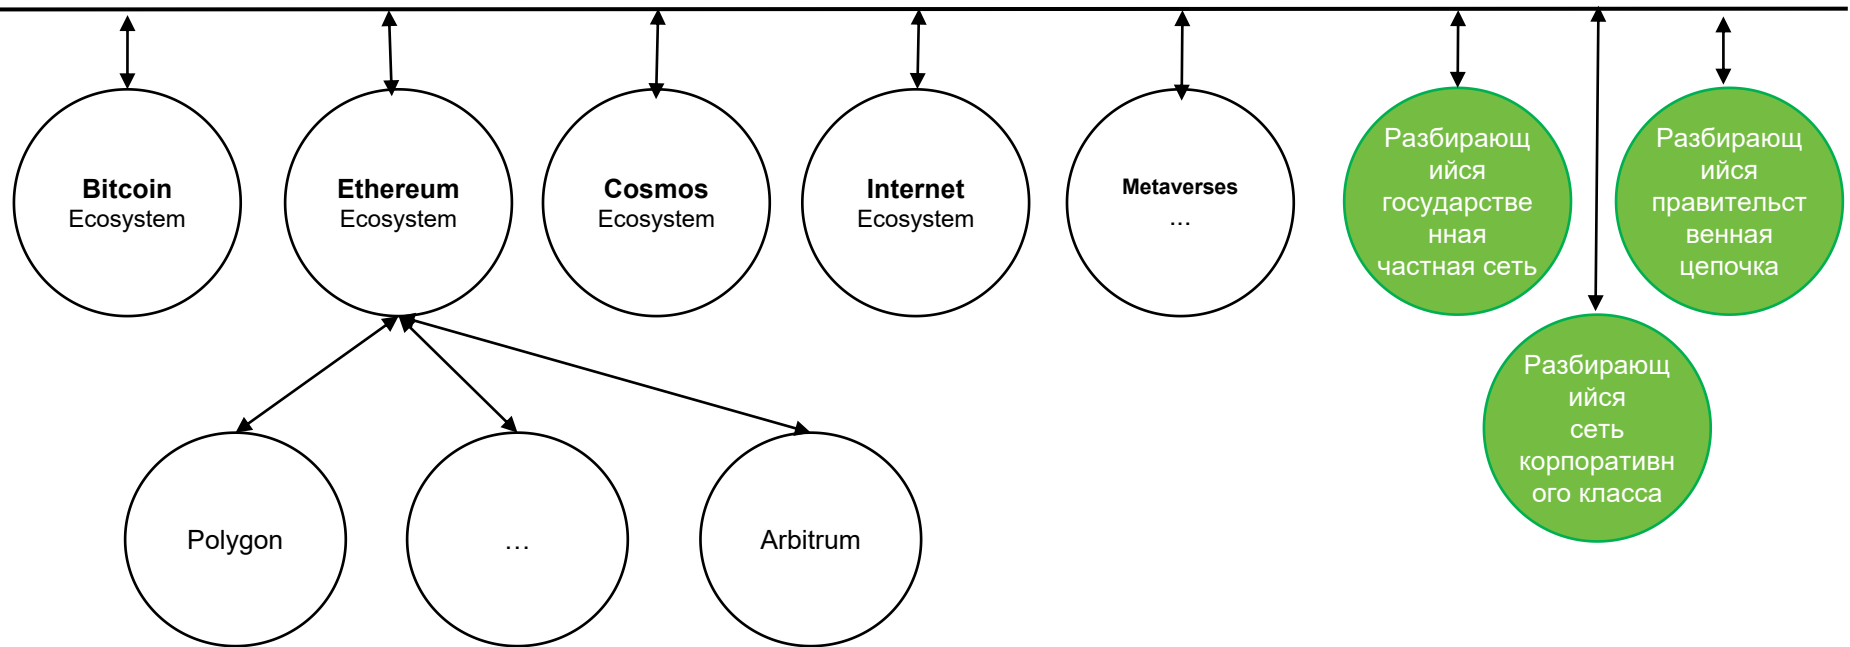 Bitcoin
Ecosystem
Ethereum
Ecosystem
Cosmos
Ecosystem
Internet
Ecosystem
Metaverses
...
Разбирающ
ийся
государстве
нная
частная сеть
Разбирающ
ийся
правительст
венная
цепочка
Разбирающ
ийся
сеть
корпоративн
ого класса
Polygon
...
Arbitrum